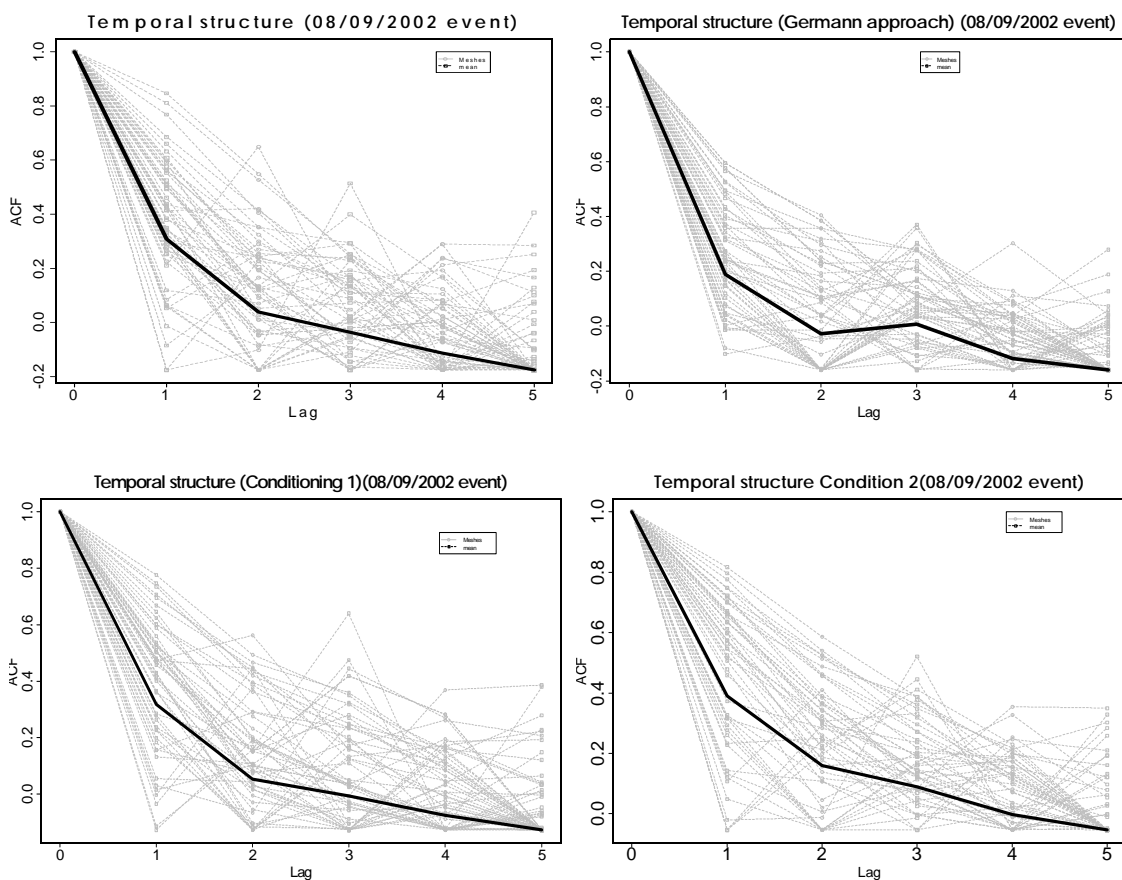 Temporal structure (08/09/2002 event)
Meshes
mean
ACF
1.0
0.8
0.6
0.4
0.2
0.0
-0.2
0 1 2 3 4 5
Lag
Temporal structure (Germann approach) (08/09/2002 event)
Meshes
mean
ACF
1.0
0.8
0.6
0.4
0.2
0.0
-0.2
0 1 2 3 4 5
Lag
Temporal structure (Conditioning 1)(08/09/2002 event)
Meshes
mean
ACF
1.0
0.8
0.6
0.4
0.2
0.0
0 1 2 3 4 5
Lag
Temporal structure Condition 2(08/09/2002 event)
Meshes
mean
ACF
1.0
0.8
0.6
0.4
0.2
0.0
0 1 2 3 4 5
Lag